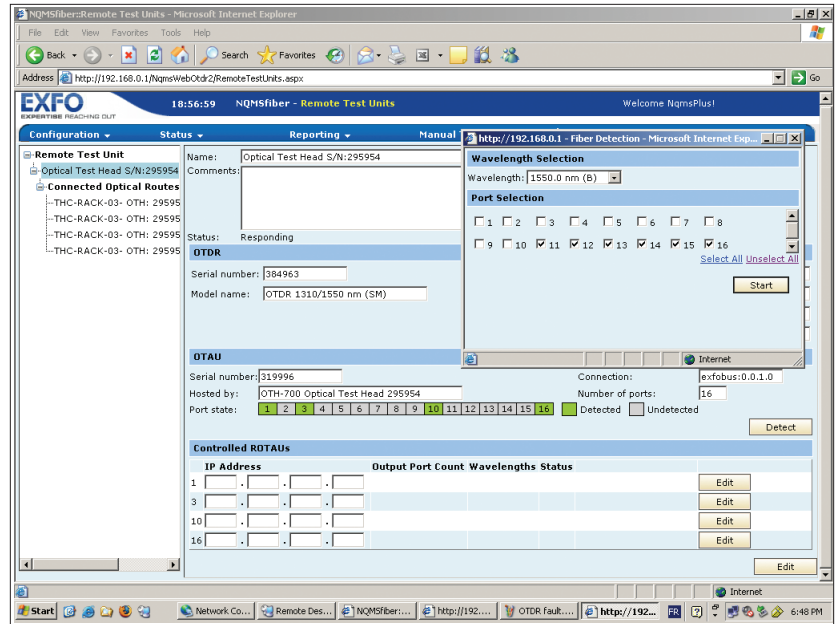 NQMSfiber::Remote Test Units - Microsoft Internet Explorer
File Edit View Favorites Tools Help
Back Search Favorites
Address http://192.168.0.1/NqmsWebOtdr2/RemoteTestUnits.aspx Go
EXFO
EXPERTISE REACHING OUT
18:56:59 NQMSfiber - Remote Test Units Welcome NqmsPlus!
Configuration Status Reporting Manual
Remote Test Unit
Optical Test Head S/N:295954
Connected Optical Routes
THC-RACK-03- OTH: 29595
THC-RACK-03- OTH: 29595
THC-RACK-03- OTH: 29595
THC-RACK-03- OTH: 29595
Name: Optical Test Head S/N:295954
Comments:
Status: Responding
OTDR
Serial number: 384963
Model name: OTDR 1310/1550 nm (SM)
http://192.168.0.1 - Fiber Detection - Microsoft Internet Exp...
Wavelength Selection
Wavelength: 1550.0 nm (B)
Port Selection
1 2 3 4 5 6 7 8
9 10 11 12 13 14 15 16
Select All Unselect All
Start
Internet
OTAU
Serial number: 319996
Connection: exfobus:0.0.1.0
Hosted by: OTH-700 Optical Test Head 295954
Number of ports: 16
Port state: 1 2 3 4 5 6 7 8 9 10 11 12 13 14 15 16 Detected Undetected
Detect
Controlled ROTAUs
IP Address Output Port Count Wavelengths Status
1 . . . Edit
3 . . . Edit
10 . . . Edit
16 . . . Edit
Edit
Internet
Start Network Co... Remote Des... NQMSfiber:... http://192.... OTDR fault.... http://192... FR 6:48 PM